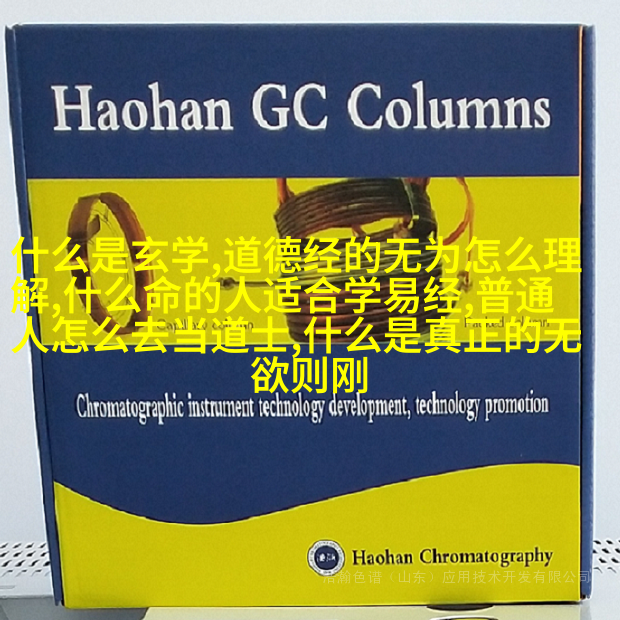 Haohan GC Columns
什么是玄学,道德经的无为怎么理
解,什么命的人适合学易经,普通
人怎么去当道士,什么是真正的无
欲则刚
Chromatographic instrument technology development, technology promotion
Haohan Chromatography
浩瀚色谱（山东）应用技术开发有限公司